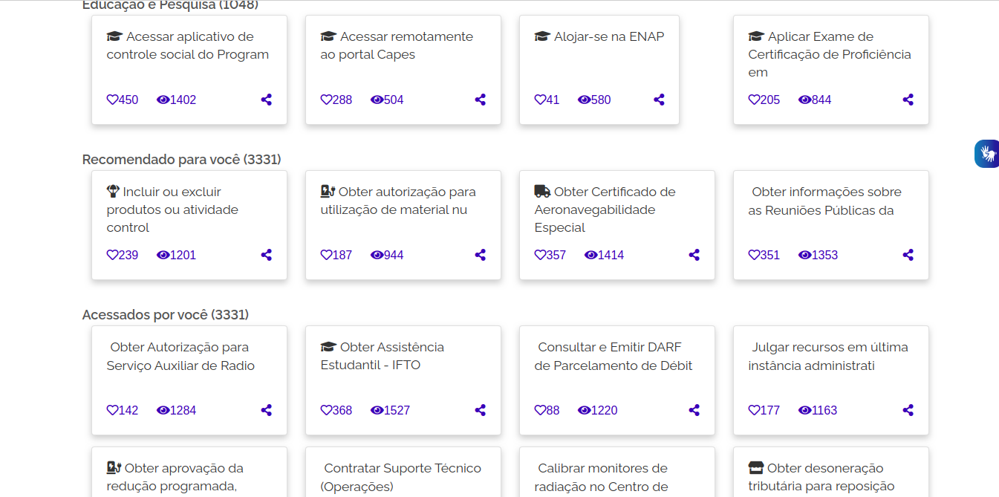 Educação e Pesquisa (1048)
Acessar aplicativo de
controle social do Program
450 1402
Acessar remotamente
ao portal Capes
288 504
Alojar-se na ENAP
41 580
Aplicar Exame de
Certificação de Proficiência
em
205 844
Recomendado para você (3331)
Incluir ou excluir
produtos ou atividade
control
239 1201
Obter autorização para
utilização de material nu
187 944
Obter Certificado de
Aeronavegabilidade
Especial
357 1414
Obter informações sobre
as Reuniões Públicas da
351 1353
Acessados por você (3331)
Obter Autorização para
Serviço Auxiliar de Radio
142 1284
Obter Assistência
Estudantil - IFTO
368 1527
Consultar e Emitir DARF
de Parcelamento de Débit
88 1220
Julgar recursos em última
instância administrati
177 1163
Obter aprovação da
redução programada,
Contratar Suporte Técnico
(Operações)
Calibrar monitores de
radiação no Centro de
Obter desoneração
tributária para reposição